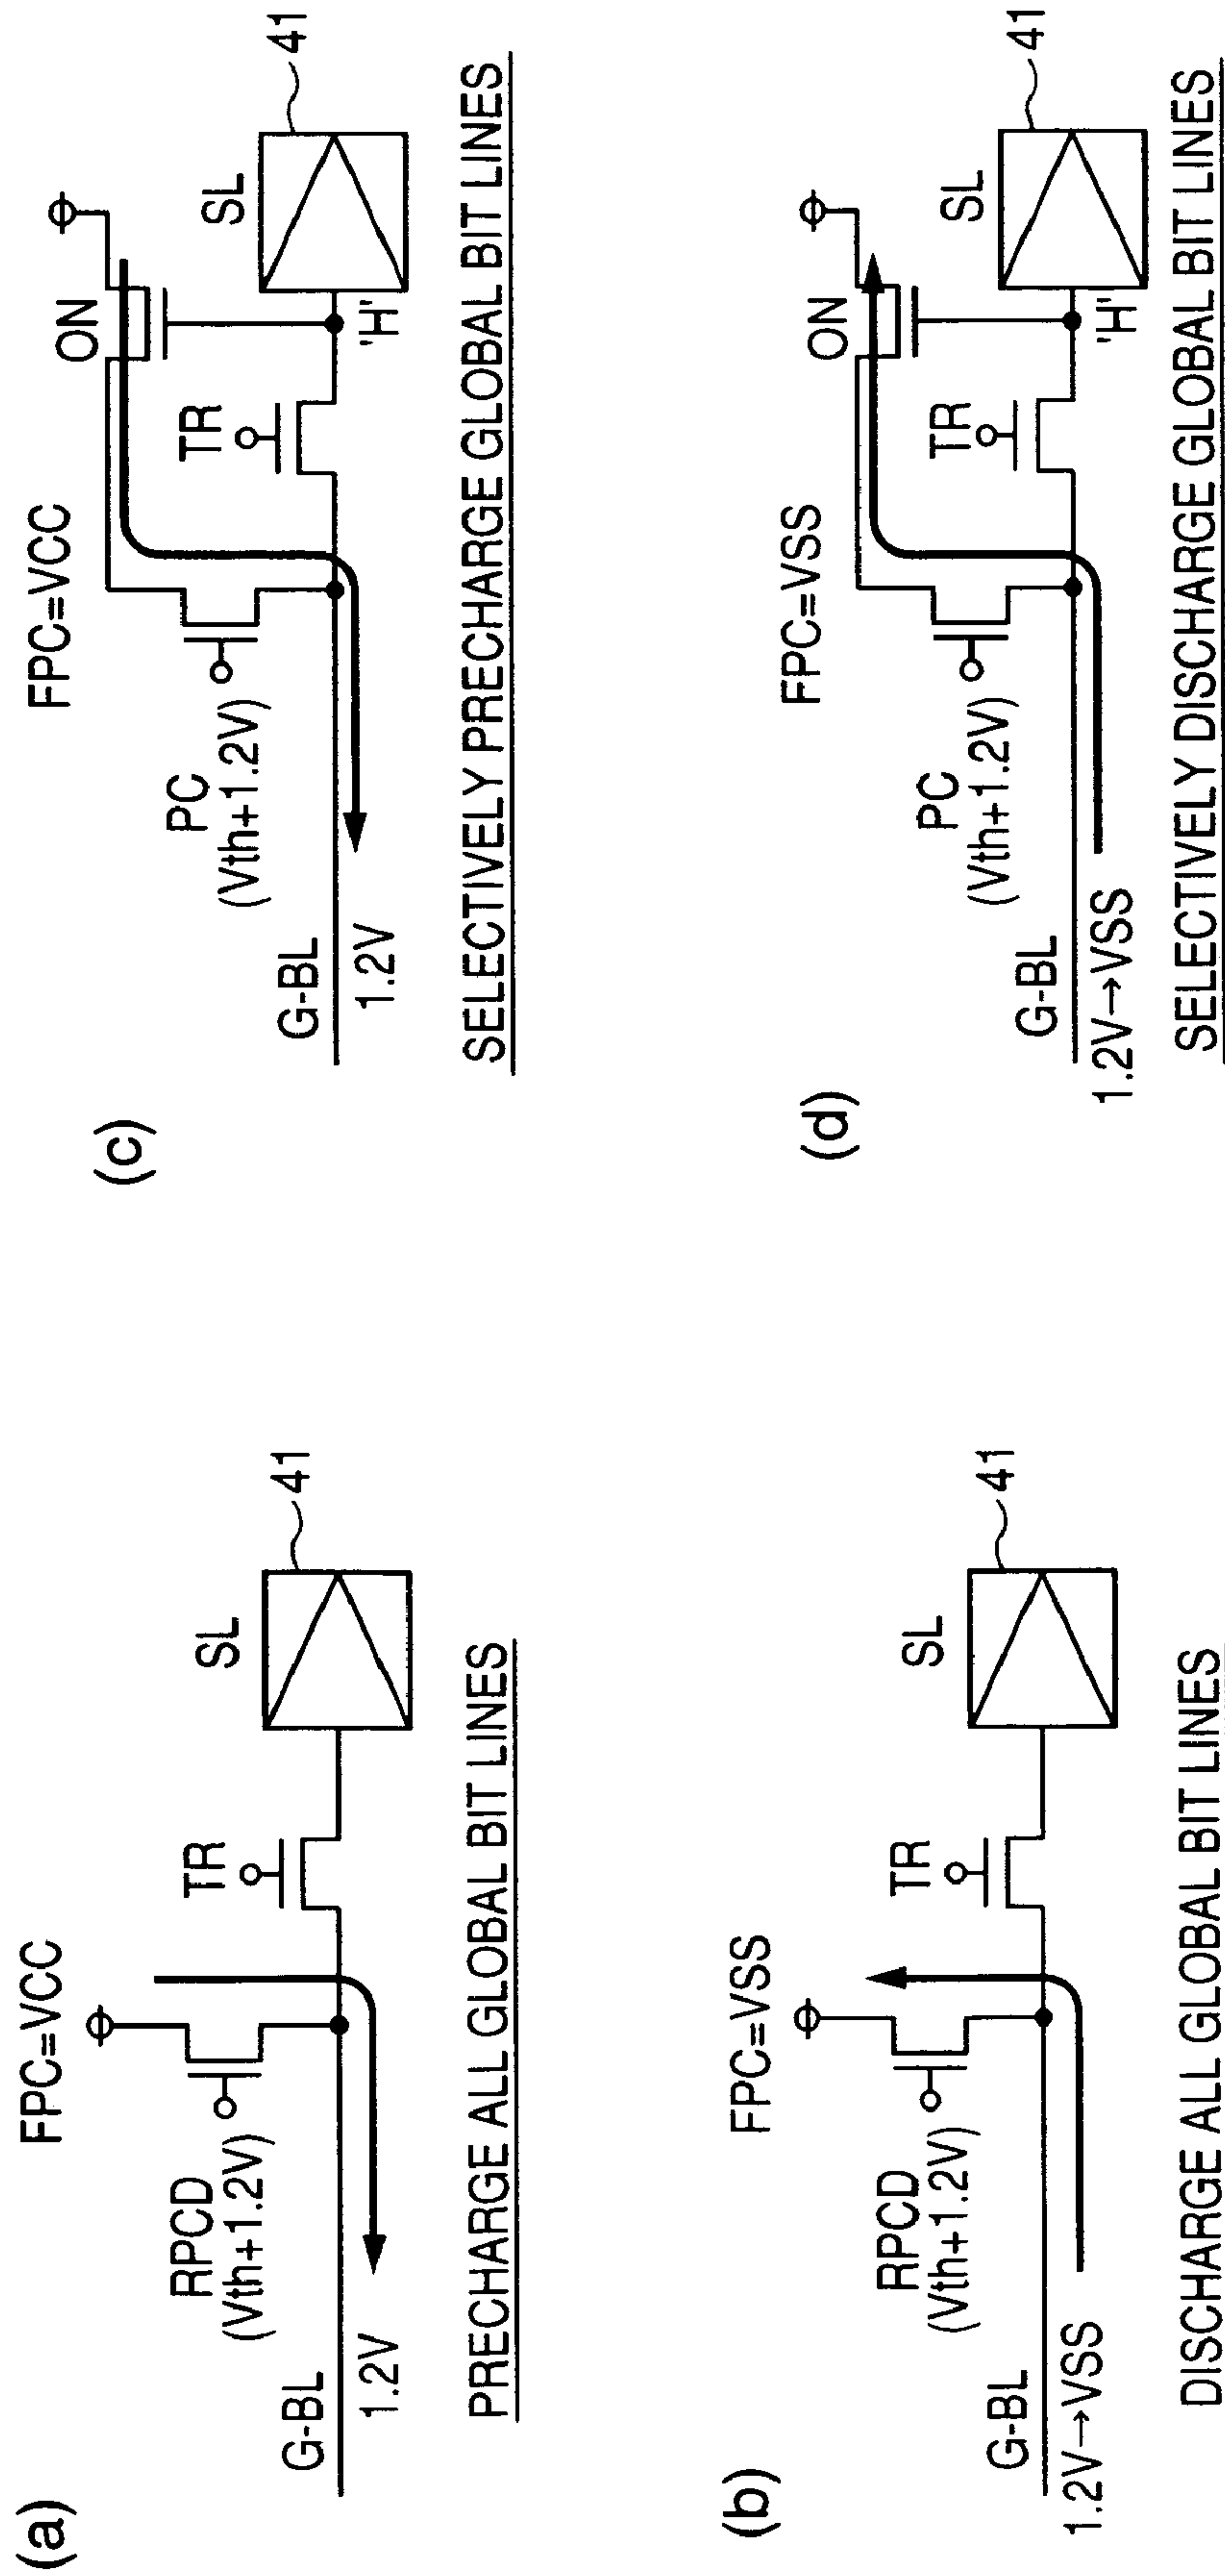 (a)
FPC=VCC
RPCD
(Vth+1.2V)
TR
SL
41
G-BL
1.2V
PRECHARGE ALL GLOBAL BIT LINES
(b)
FPC=VSS
RPCD
(Vth+1.2V)
TR
SL
41
G-BL
1.2V→VSS
DISCHARGE ALL GLOBAL BIT LINES
(c)
FPC=VCC
ON
PC
(Vth+1.2V)
TR
SL
41
'H'
G-BL
1.2V
SELECTIVELY PRECHARGE GLOBAL BIT LINES
(d)
FPC=VSS
ON
PC
(Vth+1.2V)
TR
SL
41
'H'
G-BL
1.2V→VSS
SELECTIVELY DISCHARGE GLOBAL BIT LINES